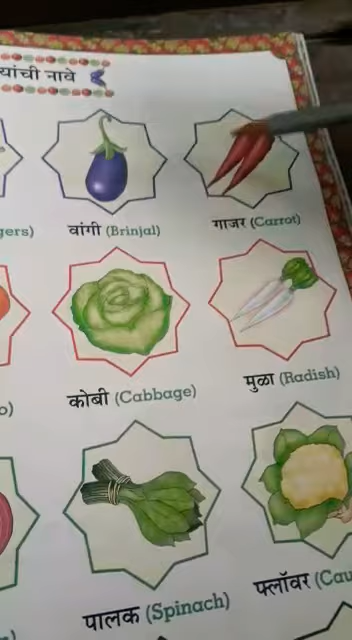 यांची नावे
gers) वांगी (Brinjal) गाजर (Carrot)
o) कोबी (Cabbage) मुळा (Radish)
) पालक (Spinach) फ्लॉवर (Cau